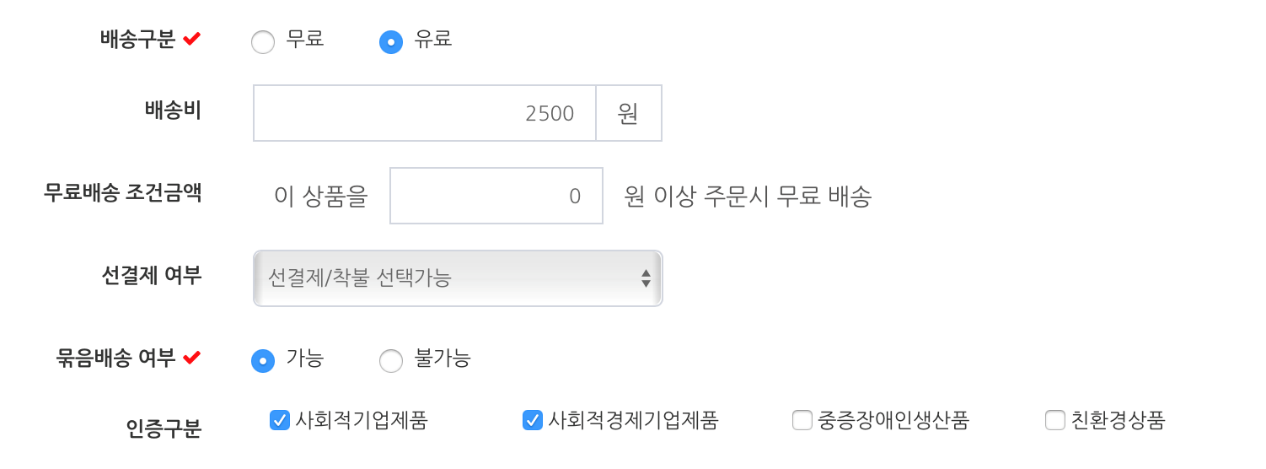 배송구분 무료 유료
배송비 2500 원
무료배송 조건금액 이 상품을 0 원 이상 주문시 무료 배송
선결제 여부 선결제/착불 선택가능
묶음배송 여부 가능 불가능
인증구분 사회적기업제품 사회적경제기업제품 중증장애인생산품 친환경상품